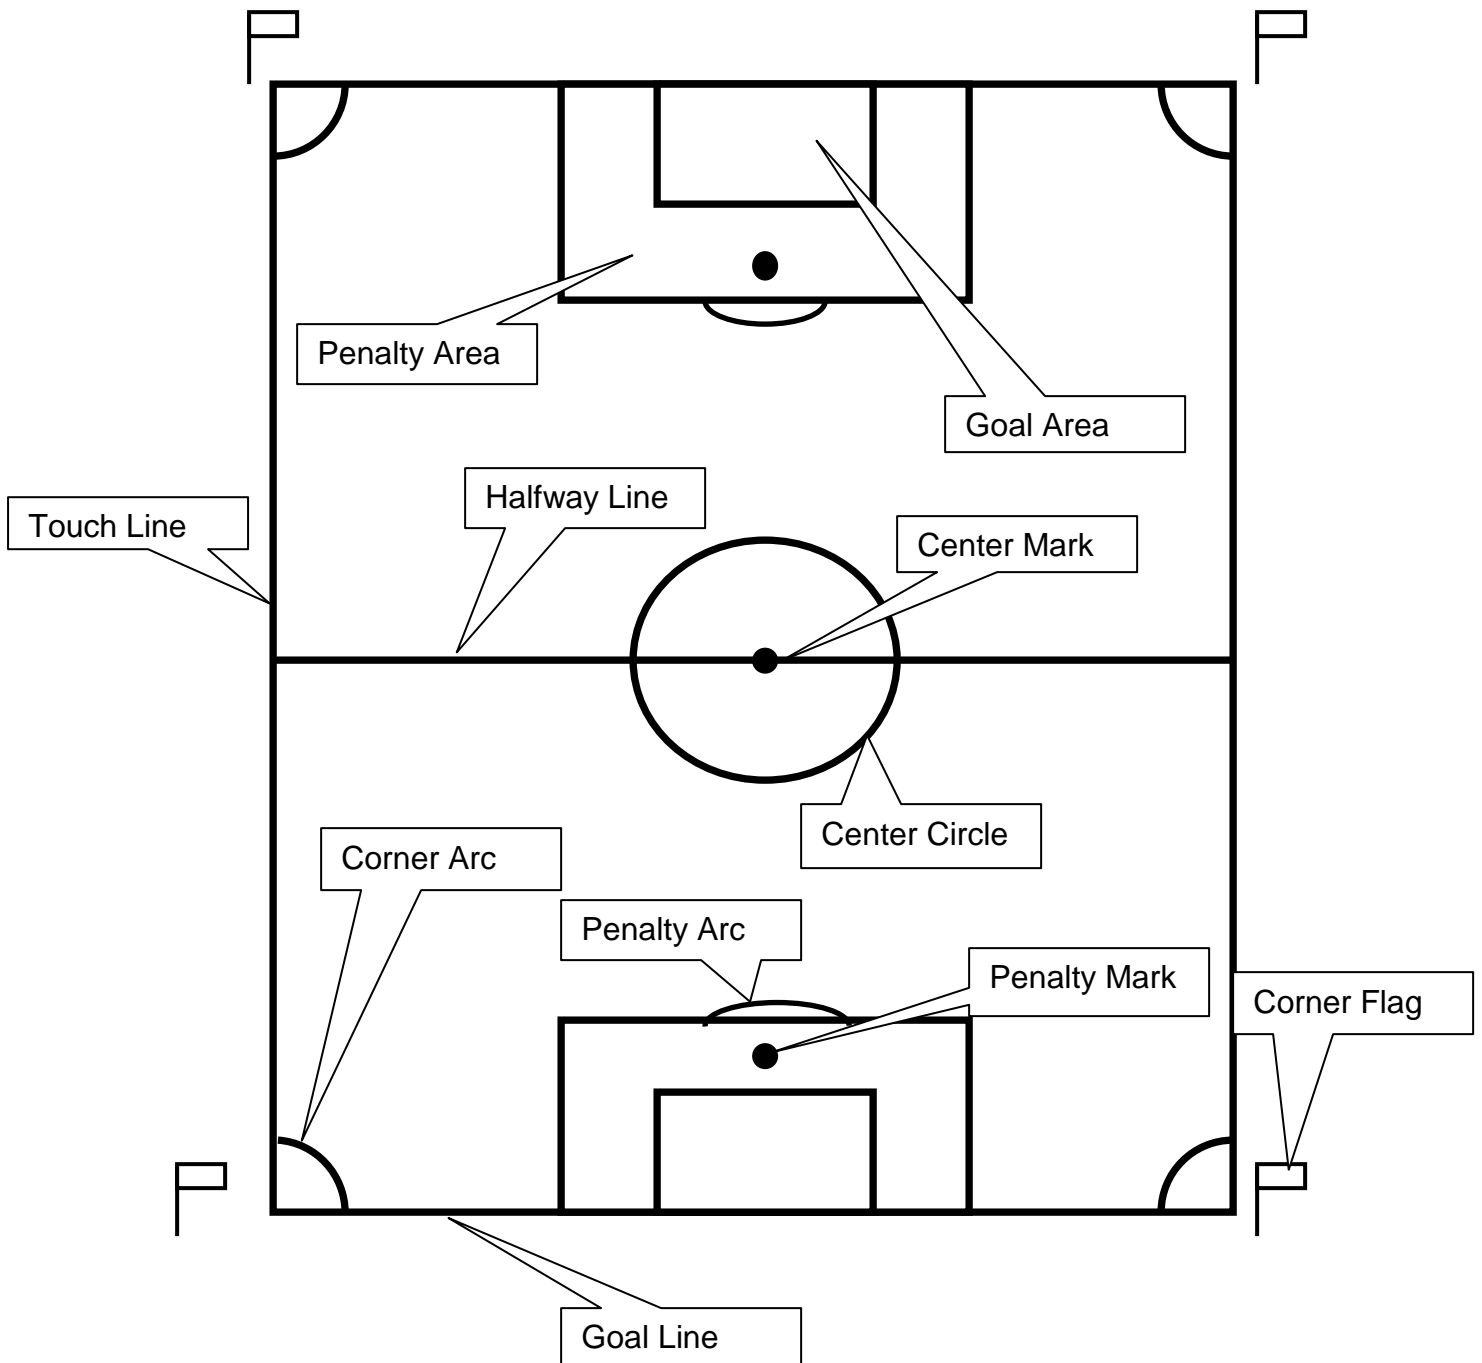 Penalty Area
Goal Area
Halfway Line
Touch Line
Center Mark
Center Circle
Corner Arc
Penalty Arc
Penalty Mark
Corner Flag
Goal Line